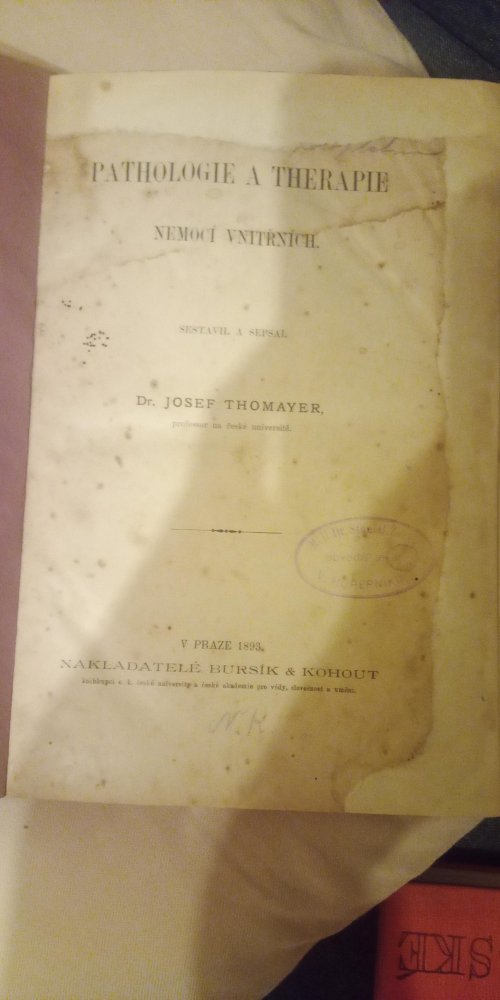 PATHOLOGIE A THERAPIE
NEMOCÍ VNITŘNÍCH.
SESTAVIL A SEPSAL
Dr. JOSEF THOMAYER,
professor na české universitě.
V PRAZE 1893.
NAKLADATELÉ BURSÍK & KOHOUT
knihkupci c. k. české university a české akademie pro vědy, slovesnost a umění.
N. K.
SKÉ